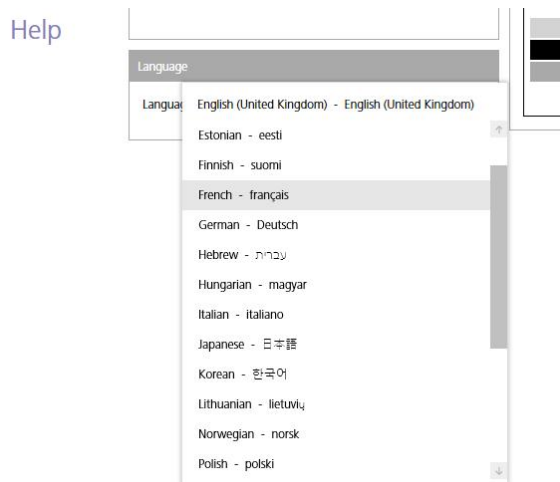 Help
Language
English (United Kingdom) - English (United Kingdom)
Estonian - eesti
Finnish - suomi
French - français
German - Deutsch
Hebrew - עברית
Hungarian - magyar
Italian - italiano
Japanese - 日本語
Korean - 한국어
Lithuanian - lietuvių
Norwegian - norsk
Polish - polski